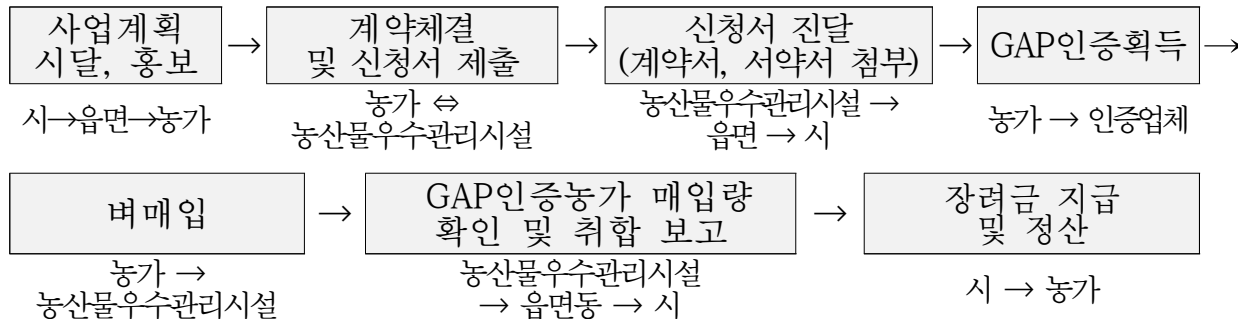 사업계획
시달, 홍보
→
계약체결
및 신청서 제출
→
신청서 진달
(계약서, 서약서 첨부)
→
GAP인증획득
→
시→읍면→농가
농가 ⇔
농산물우수관리시설
농산물우수관리시설 →
읍면 → 시
농가 → 인증업체
벼매입
→
GAP인증농가 매입량
확인 및 취합 보고
→
장려금 지급
및 정산
농가 →
농산물우수관리시설
농산물우수관리시설
→ 읍면동 → 시
시 → 농가